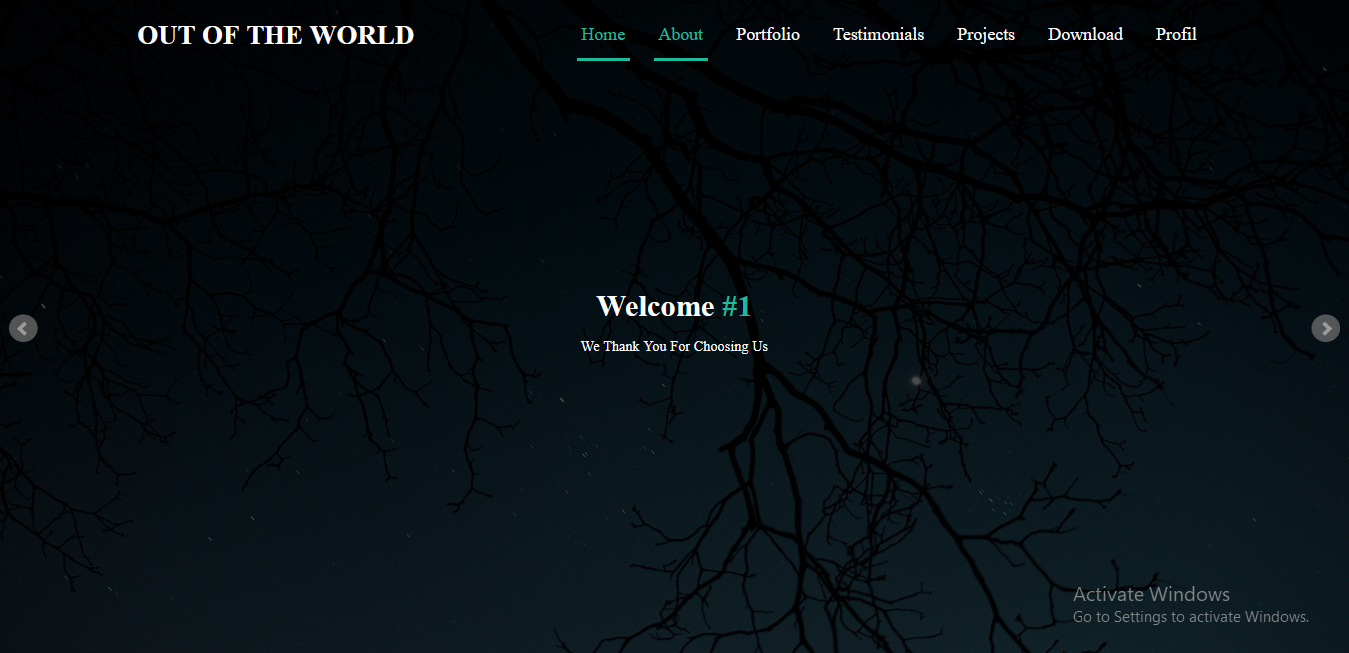 OUT OF THE WORLD
Home About Portfolio Testimonials Projects Download Profil
Welcome #1
We Thank You For Choosing Us
Activate Windows
Go to Settings to activate Windows.